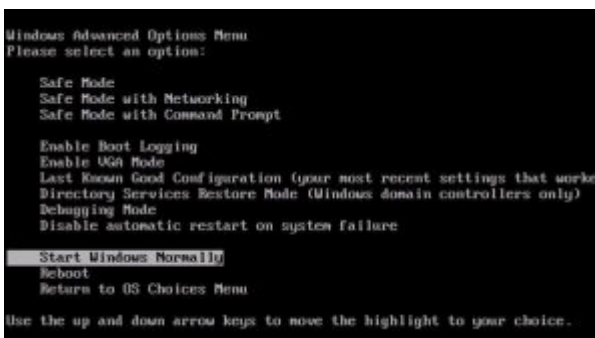 Windows Advanced Options Menu
Please select an option:
Safe Mode
Safe Mode with Networking
Safe Mode with Command Prompt
Enable Boot Logging
Enable VGA Mode
Last Known Good Configuration (your most recent settings that worke
Directory Services Restore Mode (Windows domain controllers only)
Debugging Mode
Disable automatic restart on system failure
Start Windows Normally
Reboot
Return to OS Choices Menu
Use the up and down arrow keys to move the highlight to your choice.